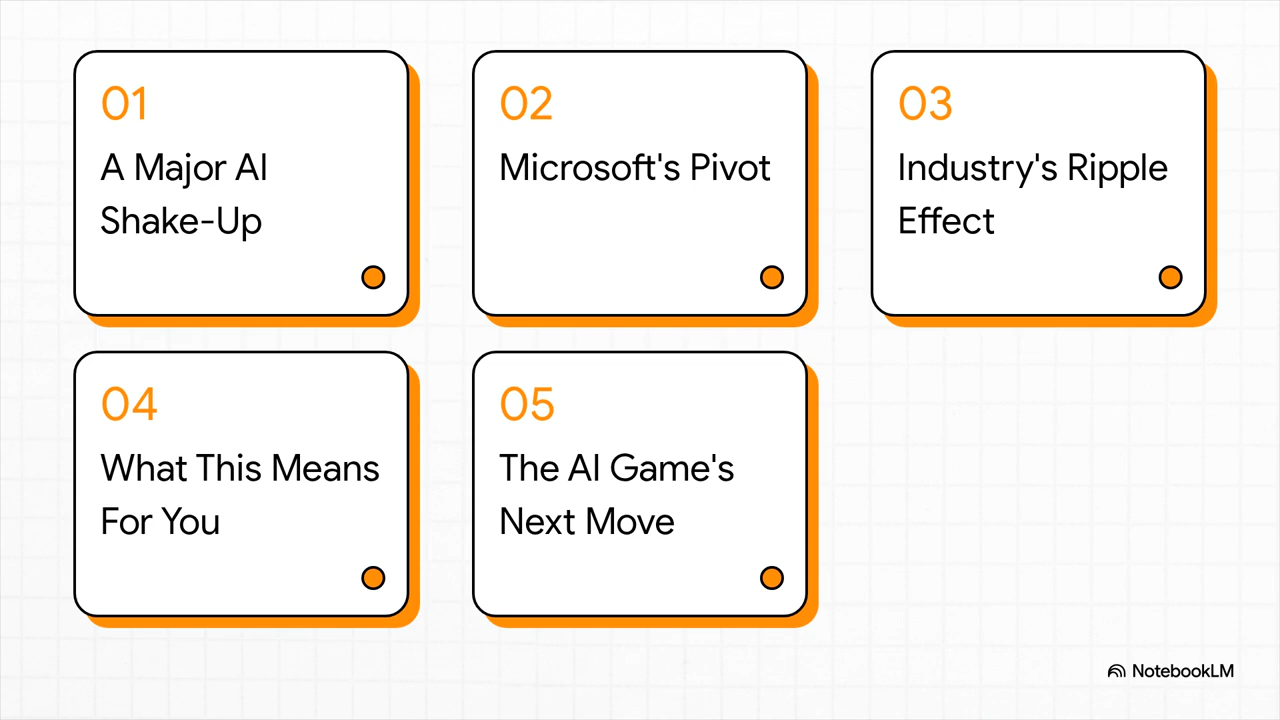 01
A Major AI
Shake-Up
02
Microsoft's Pivot
03
Industry's Ripple
Effect
04
What This Means
For You
05
The AI Game's
Next Move
NotebookLM